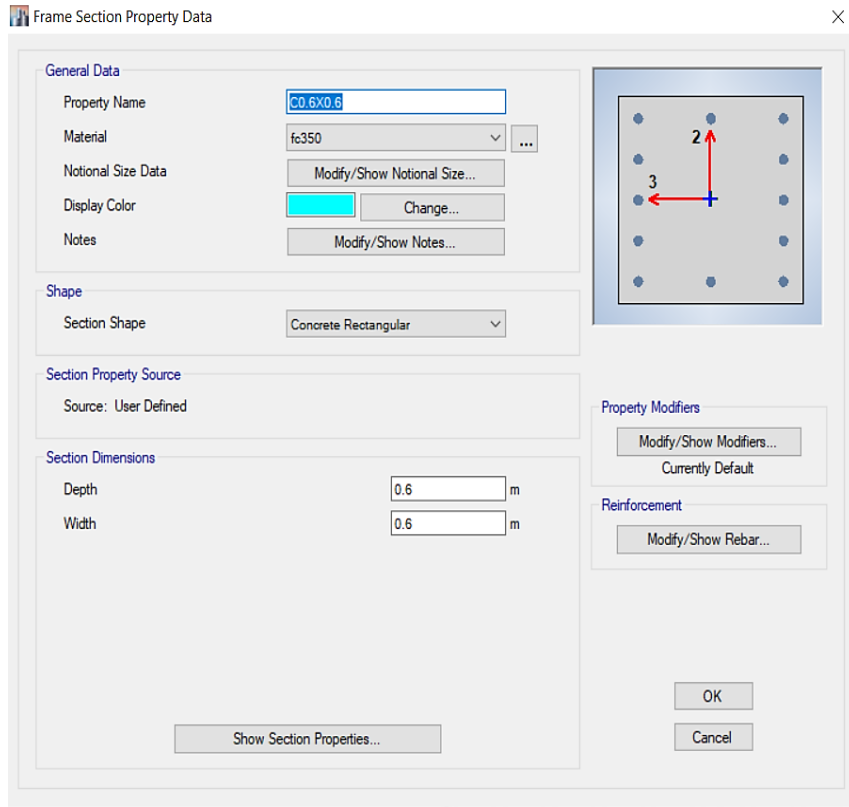 Frame Section Property Data
General Data
Property Name C0.6X0.6
Material fc350 ...
Notional Size Data Modify/Show Notional Size...
Display Color Change...
Notes Modify/Show Notes...
Shape
Section Shape Concrete Rectangular
Section Property Source
Source: User Defined
Section Dimensions
Depth 0.6 m
Width 0.6 m
Show Section Properties...
2
3
Property Modifiers
Modify/Show Modifiers...
Currently Default
Reinforcement
Modify/Show Rebar...
OK
Cancel